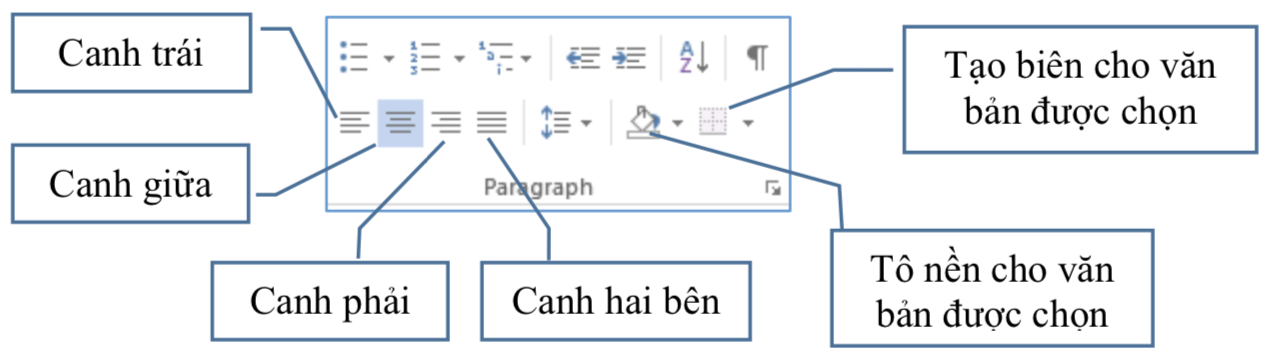 Canh trái
Tạo biên cho văn
bản được chọn
Canh giữa
Paragraph
Canh phải
Canh hai bên
Tô nền cho văn
bản được chọn